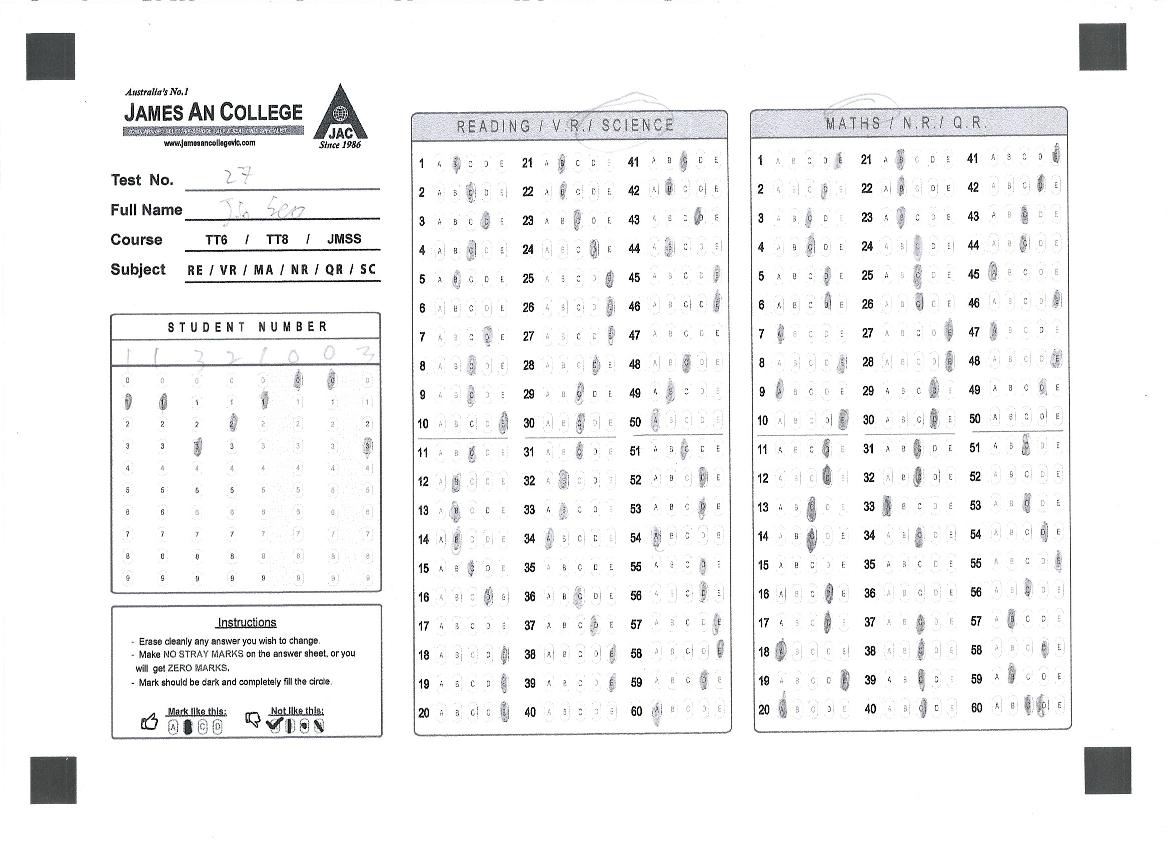 Australia's No.1
JAMES AN COLLEGE
JAC
Since 1986
www.jamesancollegevic.com
Test No. 27
Full Name
Course TT6 / TT8 / JMSS
Subject RE / VR / MA / NR / QR / SC
STUDENT NUMBER
1 1 3 2 1 0 0 3
0 0 0 0 0 0 0 0
1 1 1 1 1 1 1 1
2 2 2 2 2 2 2 2
3 3 3 3 3 3 3 3
4 4 4 4 4 4 4 4
5 5 5 5 5 5 5 5
6 6 6 6 6 6 6 6
7 7 7 7 7 7 7 7
8 8 8 8 8 8 8 8
9 9 9 9 9 9 9 9
Instructions
- Erase cleanly any answer you wish to change.
- Make NO STRAY MARKS on the answer sheet, or you
will get ZERO MARKS.
- Mark should be dark and completely fill the circle.
Mark like this: Not like this:
A C D
READING / V.R./ SCIENCE
1 A B C D E 21 A B C D E 41 A B C D E
2 A B C D E 22 A B C D E 42 A B C D E
3 A B C D E 23 A B C D E 43 A B C D E
4 A B C D E 24 A B C D E 44 A B C D E
5 A B C D E 25 A B C D E 45 A B C D E
6 A B C D E 26 A B C D E 46 A B C D E
7 A B C D E 27 A B C D E 47 A B C D E
8 A B C D E 28 A B C D E 48 A B C D E
9 A B C D E 29 A B C D E 49 A B C D E
10 A B C D E 30 A B C D E 50 A B C D E
11 A B C D E 31 A B C D E 51 A B C D E
12 A B C D E 32 A B C D E 52 A B C D E
13 A B C D E 33 A B C D E 53 A B C D E
14 A B C D E 34 A B C D E 54 A B C D E
15 A B C D E 35 A B C D E 55 A B C D E
16 A B C D E 36 A B C D E 56 A B C D E
17 A B C D E 37 A B C D E 57 A B C D E
18 A B C D E 38 A B C D E 58 A B C D E
19 A B C D E 39 A B C D E 59 A B C D E
20 A B C D E 40 A B C D E 60 A B C D E
MATHS / N.R./ Q.R.
1 A B C D E 21 A B C D E 41 A B C D E
2 A B C D E 22 A B C D E 42 A B C D E
3 A B C D E 23 A B C D E 43 A B C D E
4 A B C D E 24 A B C D E 44 A B C D E
5 A B C D E 25 A B C D E 45 A B C D E
6 A B C D E 26 A B C D E 46 A B C D E
7 A B C D E 27 A B C D E 47 A B C D E
8 A B C D E 28 A B C D E 48 A B C D E
9 A B C D E 29 A B C D E 49 A B C D E
10 A B C D E 30 A B C D E 50 A B C D E
11 A B C D E 31 A B C D E 51 A B C D E
12 A B C D E 32 A B C D E 52 A B C D E
13 A B C D E 33 A B C D E 53 A B C D E
14 A B C D E 34 A B C D E 54 A B C D E
15 A B C D E 35 A B C D E 55 A B C D E
16 A B C D E 36 A B C D E 56 A B C D E
17 A B C D E 37 A B C D E 57 A B C D E
18 A B C D E 38 A B C D E 58 A B C D E
19 A B C D E 39 A B C D E 59 A B C D E
20 A B C D E 40 A B C D E 60 A B C D E